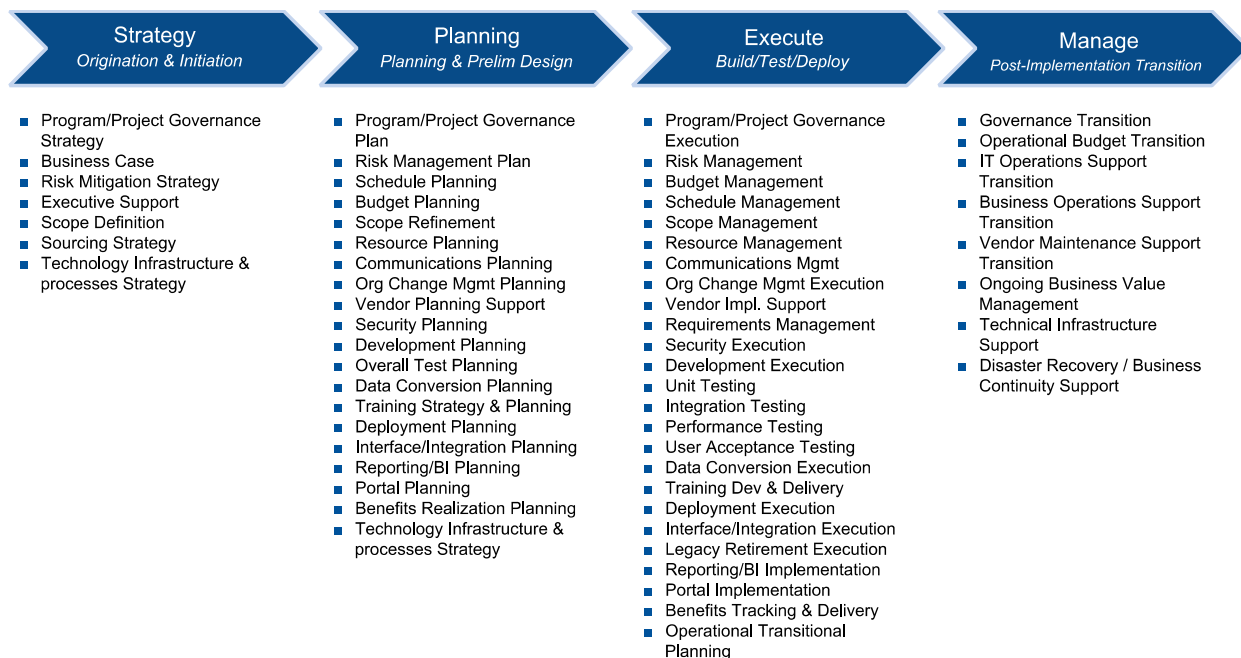 Strategy
Origination & Initiation
Program/Project Governance
Strategy
Business Case
Risk Mitigation Strategy
Executive Support
Scope Definition
Sourcing Strategy
Technology Infrastructure &
processes Strategy
Planning
Planning & Prelim Design
Program/Project Governance
Plan
Risk Management Plan
Schedule Planning
Budget Planning
Scope Refinement
Resource Planning
Communications Planning
Org Change Mgmt Planning
Vendor Planning Support
Security Planning
Development Planning
Overall Test Planning
Data Conversion Planning
Training Strategy & Planning
Deployment Planning
Interface/Integration Planning
Reporting/BI Planning
Portal Planning
Benefits Realization Planning
Technology Infrastructure &
processes Strategy
Execute
Build/Test/Deploy
Program/Project Governance
Execution
Risk Management
Budget Management
Schedule Management
Scope Management
Resource Management
Communications Mgmt
Org Change Mgmt Execution
Vendor Impl. Support
Requirements Management
Security Execution
Development Execution
Unit Testing
Integration Testing
Performance Testing
User Acceptance Testing
Data Conversion Execution
Training Dev & Delivery
Deployment Execution
Interface/Integration Execution
Legacy Retirement Execution
Reporting/BI Implementation
Portal Implementation
Benefits Tracking & Delivery
Operational Transitional
Planning
Manage
Post-Implementation Transition
Governance Transition
Operational Budget Transition
IT Operations Support
Transition
Business Operations Support
Transition
Vendor Maintenance Support
Transition
Ongoing Business Value
Management
Technical Infrastructure
Support
Disaster Recovery / Business
Continuity Support